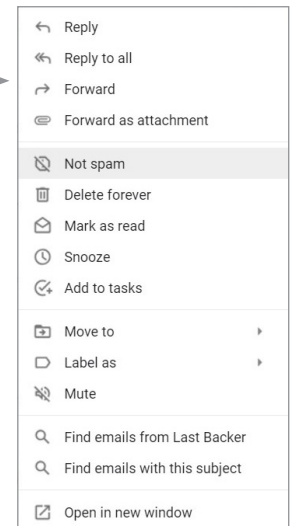 Reply
Reply to all
Forward
Forward as attachment
Not spam
Delete forever
Mark as read
Snooze
Add to tasks
Move to
Label as
Mute
Find emails from Last Backer
Find emails with this subject
Open in new window